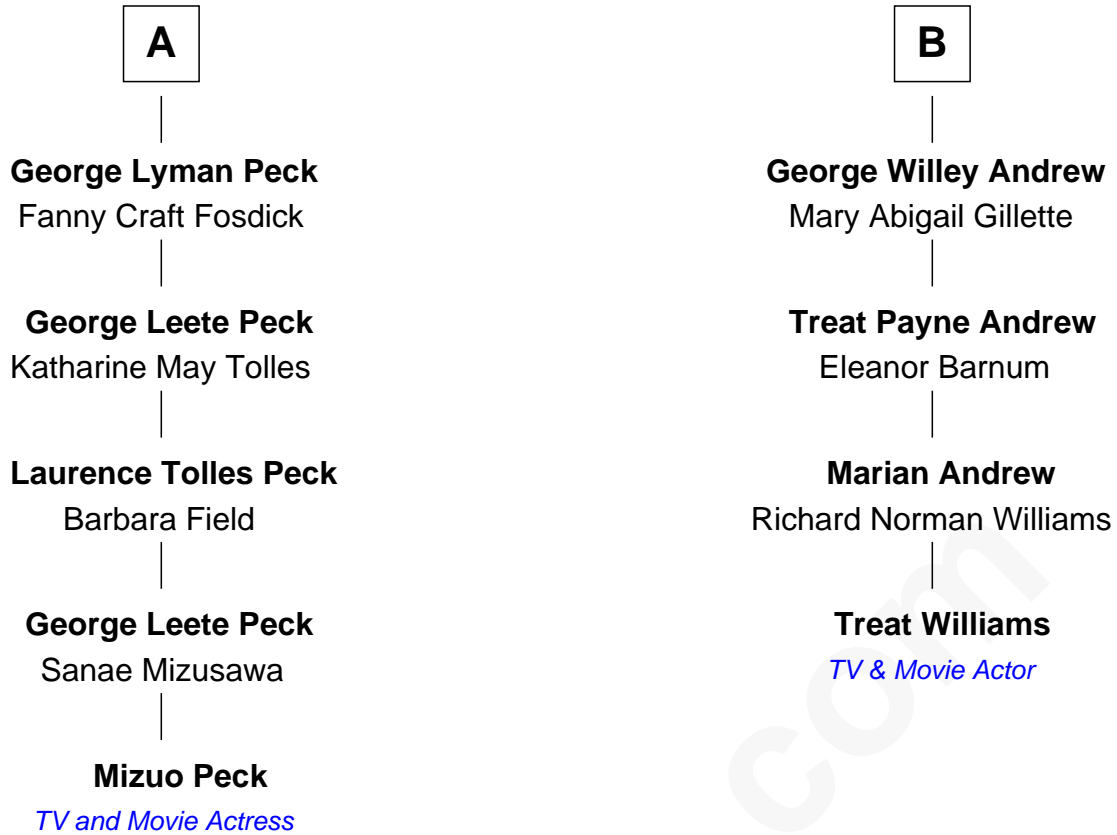 A
George Lyman Peck
Fanny Craft Fosdick
George Leete Peck
Katharine May Tolles
Laurence Tolles Peck
Barbara Field
George Leete Peck
Sanae Mizusawa
Mizuo Peck
TV and Movie Actress
B
George Willey Andrew
Mary Abigail Gillette
Treat Payne Andrew
Eleanor Barnum
Marian Andrew
Richard Norman Williams
Treat Williams
TV & Movie Actor
com